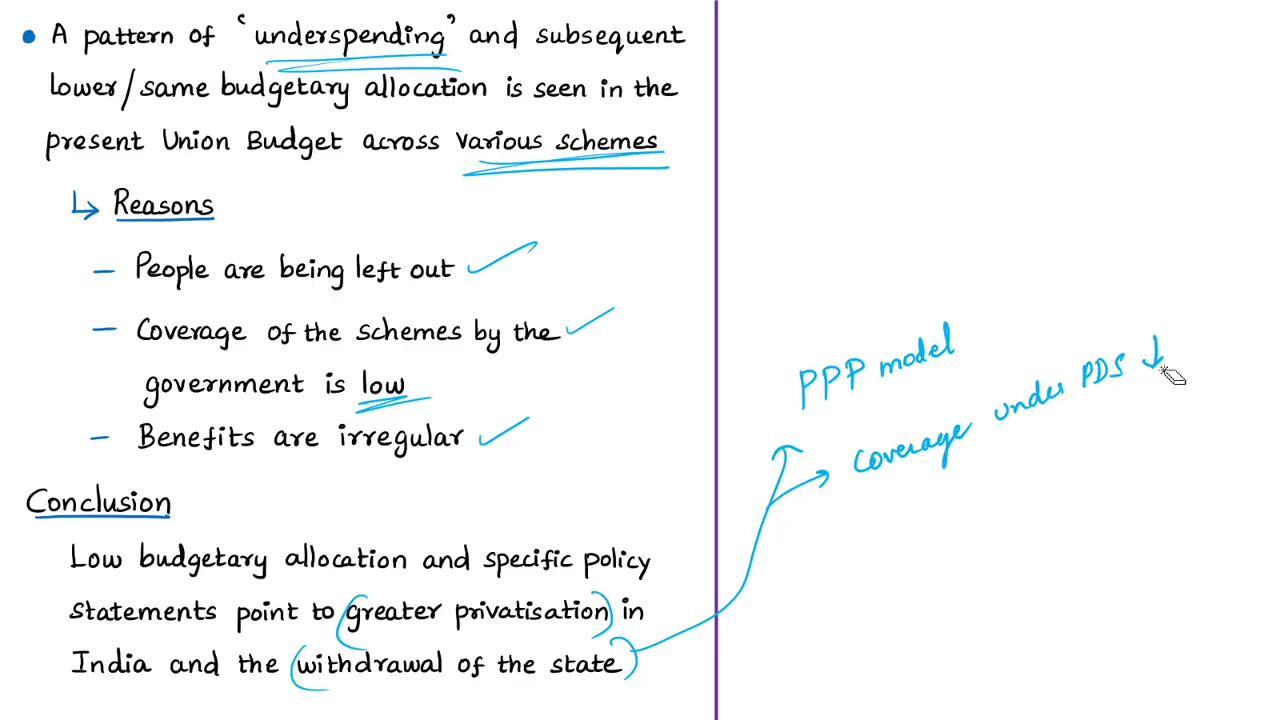 • A pattern of 'underspending' and subsequent
lower/same budgetary allocation is seen in the
present Union Budget across various schemes
↳ Reasons
– People are being left out ✓
– Coverage of the schemes by the ✓
government is low
– Benefits are irregular ✓
Conclusion
Low budgetary allocation and specific policy
statements point to (greater privatisation) in
India and the (withdrawal of the state)
PPP model
coverage under PDS ↓